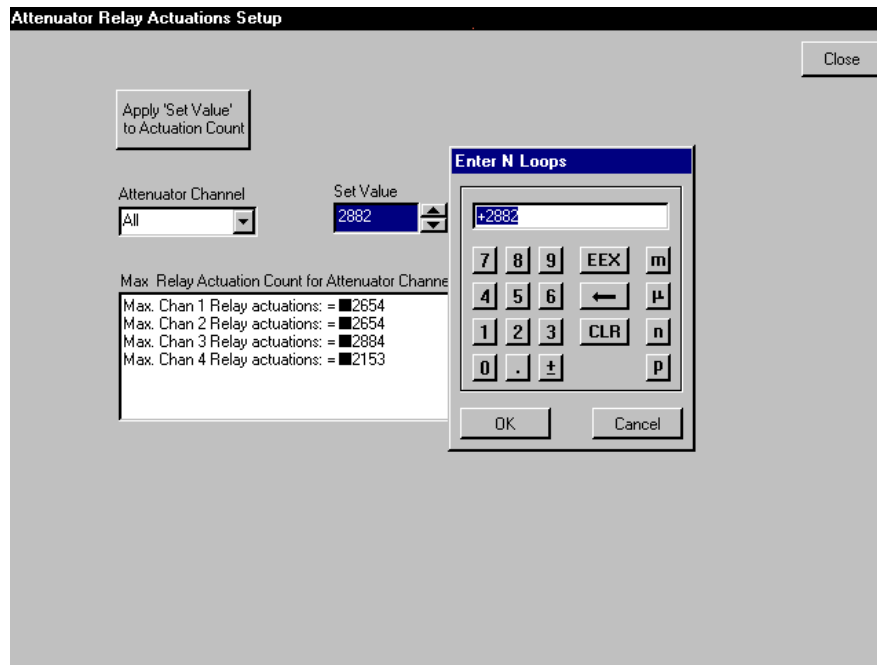 Attenuator Relay Actuations Setup
Close
Apply 'Set Value'
to Actuation Count
Attenuator Channel
All
Set Value
2882
Max Relay Actuation Count for Attenuator Channe
Max. Chan 1 Relay actuations: = ■2654
Max. Chan 2 Relay actuations: = ■2654
Max. Chan 3 Relay actuations: = ■2884
Max. Chan 4 Relay actuations: = ■2153
Enter N Loops
+2882
7 8 9 EEX m
4 5 6 ← µ
1 2 3 CLR n
0 . ± p
OK Cancel